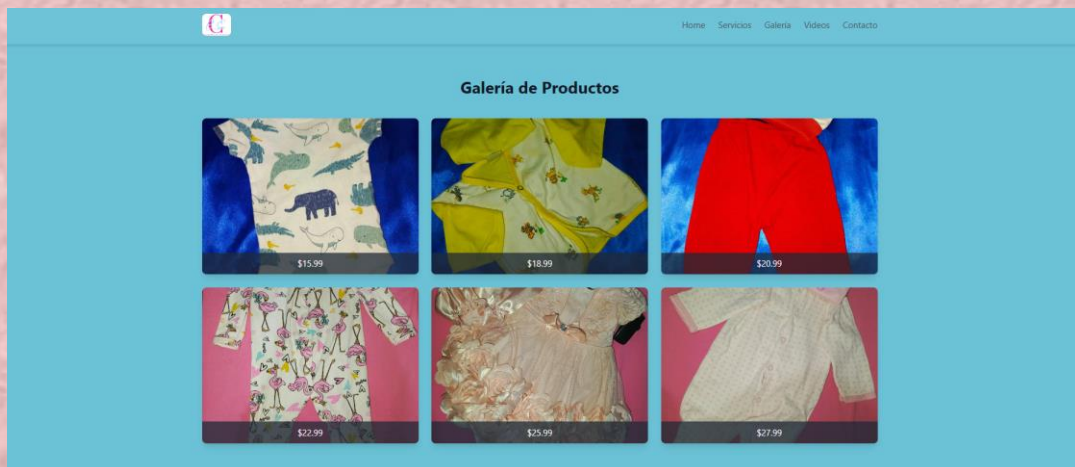 C
Home Servicios Galería Videos Contacto
Galería de Productos
$15.99 $18.99 $20.99
$22.99 $25.99 $27.99